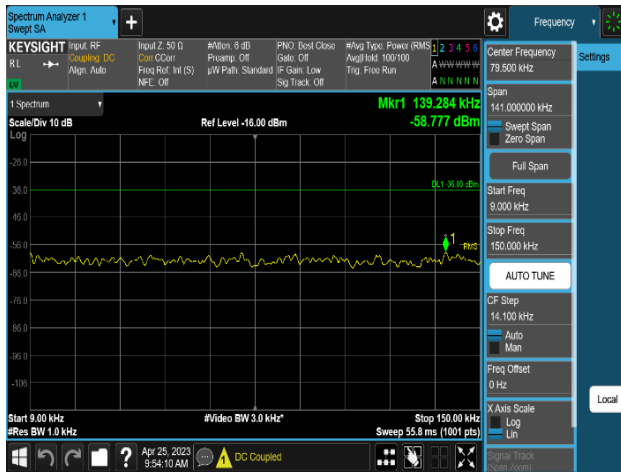 Spectrum Analyzer 1
Swept SA
+
Frequency
KEYSIGHT
RL
Input: RF
Coupling: DC
Align: Auto
Input Z: 50 Ω
Corr CCorr
Freq Ref: Int (S)
NFE: Off
#Atten: 6 dB
Preamp: Off
µW Path: Standard
PNO: Best Close
Gate: Off
IF Gain: Low
Sig Track: Off
#Avg Type: Power (RMS
Avg|Hold: 100/100
Trig: Free Run
1 2 3 4 5 6
A W W W W W
A N N N N N
1 Spectrum
Scale/Div 10 dB
Log
Ref Level -16.00 dBm
Mkr1 139.284 kHz
-58.777 dBm
-26.0
-36.0
-46.0
-56.0
-66.0
-76.0
-86.0
-96.0
-106
DL1 -36.00 dBm
1
RMS
Start 9.00 kHz
#Res BW 1.0 kHz
#Video BW 3.0 kHz*
Stop 150.00 kHz
Sweep 55.8 ms (1001 pts)
Center Frequency
79.500 kHz
Span
141.000000 kHz
Swept Span
Zero Span
Full Span
Start Freq
9.000 kHz
Stop Freq
150.000 kHz
AUTO TUNE
CF Step
14.100 kHz
Auto
Man
Freq Offset
0 Hz
X Axis Scale
Log
Lin
Signal Track
(Span Zoom)
Settings
Local
?
Apr 25, 2023
9:54:10 AM
DC Coupled